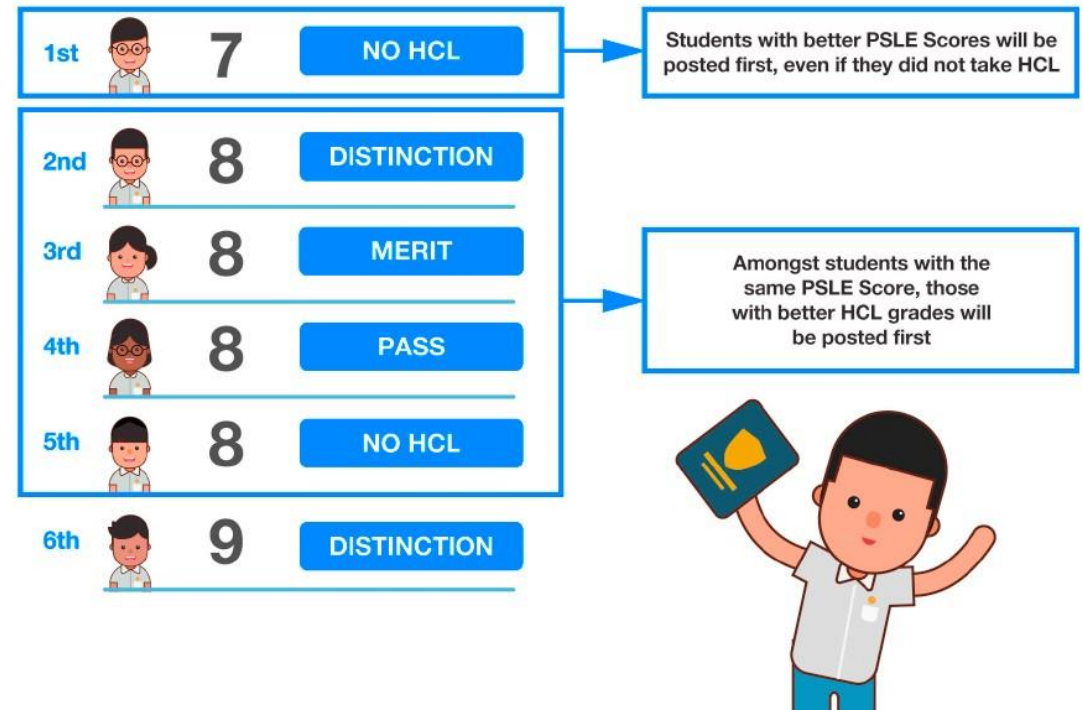 1st 7 NO HCL
Students with better PSLE Scores will be
posted first, even if they did not take HCL
2nd 8 DISTINCTION
3rd 8 MERIT
4th 8 PASS
5th 8 NO HCL
Amongst students with the
same PSLE Score, those
with better HCL grades will
be posted first
6th 9 DISTINCTION